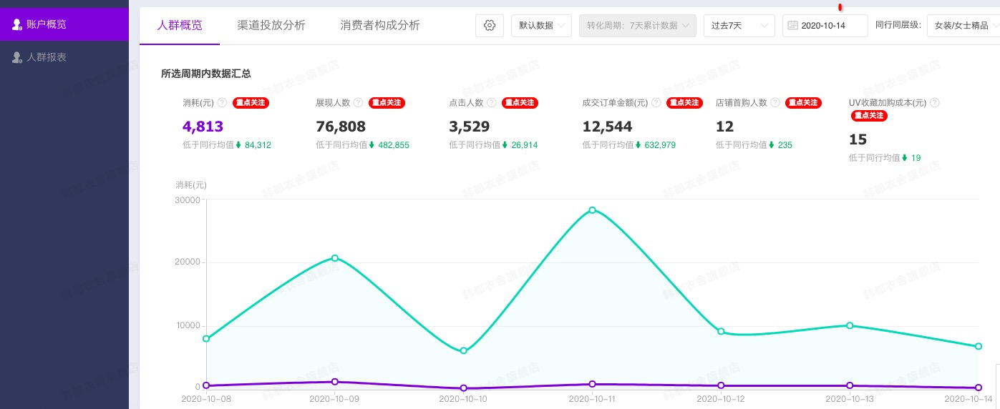 账户概览
人群报表
人群概览 渠道投放分析 消费者构成分析 默认数据 转化周期: 7天累计数据 过去7天 2020-10-14 同行同层级: 女装/女士精品
所选周期内数据汇总
消耗(元) ? 重点关注 展现人数 ? 重点关注 点击人数 ? 重点关注 成交订单金额(元) ? 重点关注 店铺首购人数 ? 重点关注 UV收藏加购成本(元) ?
重点关注
4,813 76,808 3,529 12,544 12 15
低于同行均值 84,312 低于同行均值 482,855 低于同行均值 26,914 低于同行均值 632,979 低于同行均值 235 低于同行均值 19
消耗(元)
30000
20000
10000
0
2020-10-08 2020-10-09 2020-10-10 2020-10-11 2020-10-12 2020-10-13 2020-10-14
韩都衣舍旗舰店